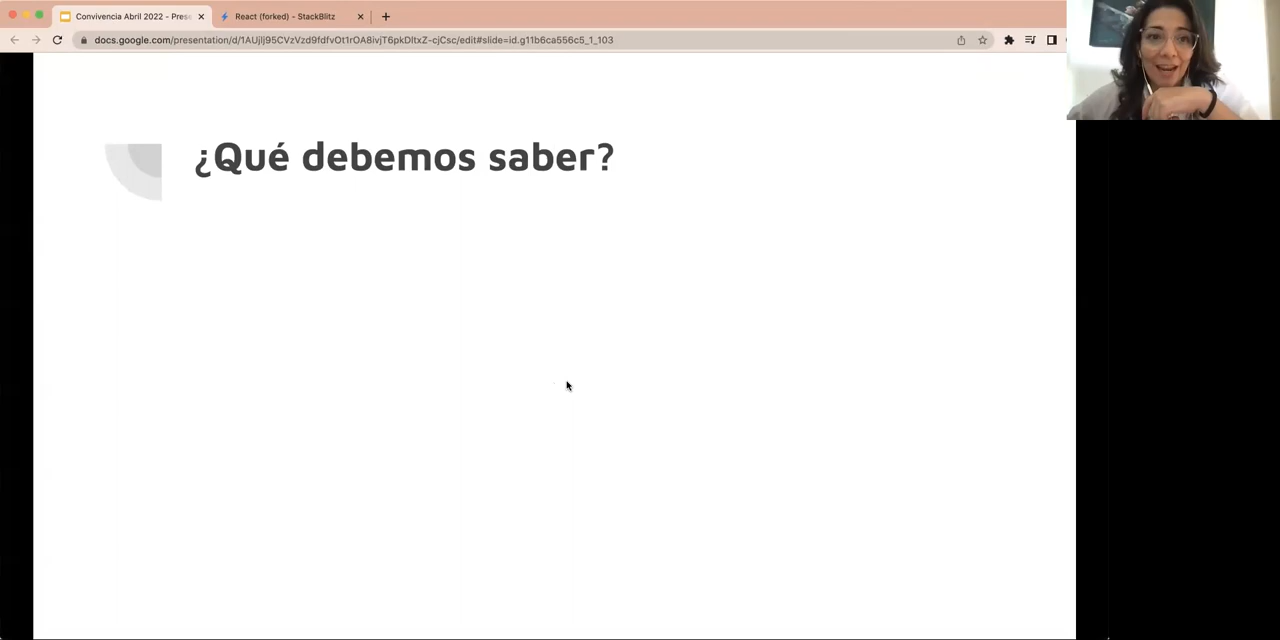 Convivencia Abril 2022 - Prese
React (forked) - StackBlitz
docs.google.com/presentation/d/1AUjlj95CVzVzd9fdfvOt1rOA8ivjT6pkDltxZ-cjCsc/edit#slide=id.g11b6ca556c5_1_103
¿Qué debemos saber?